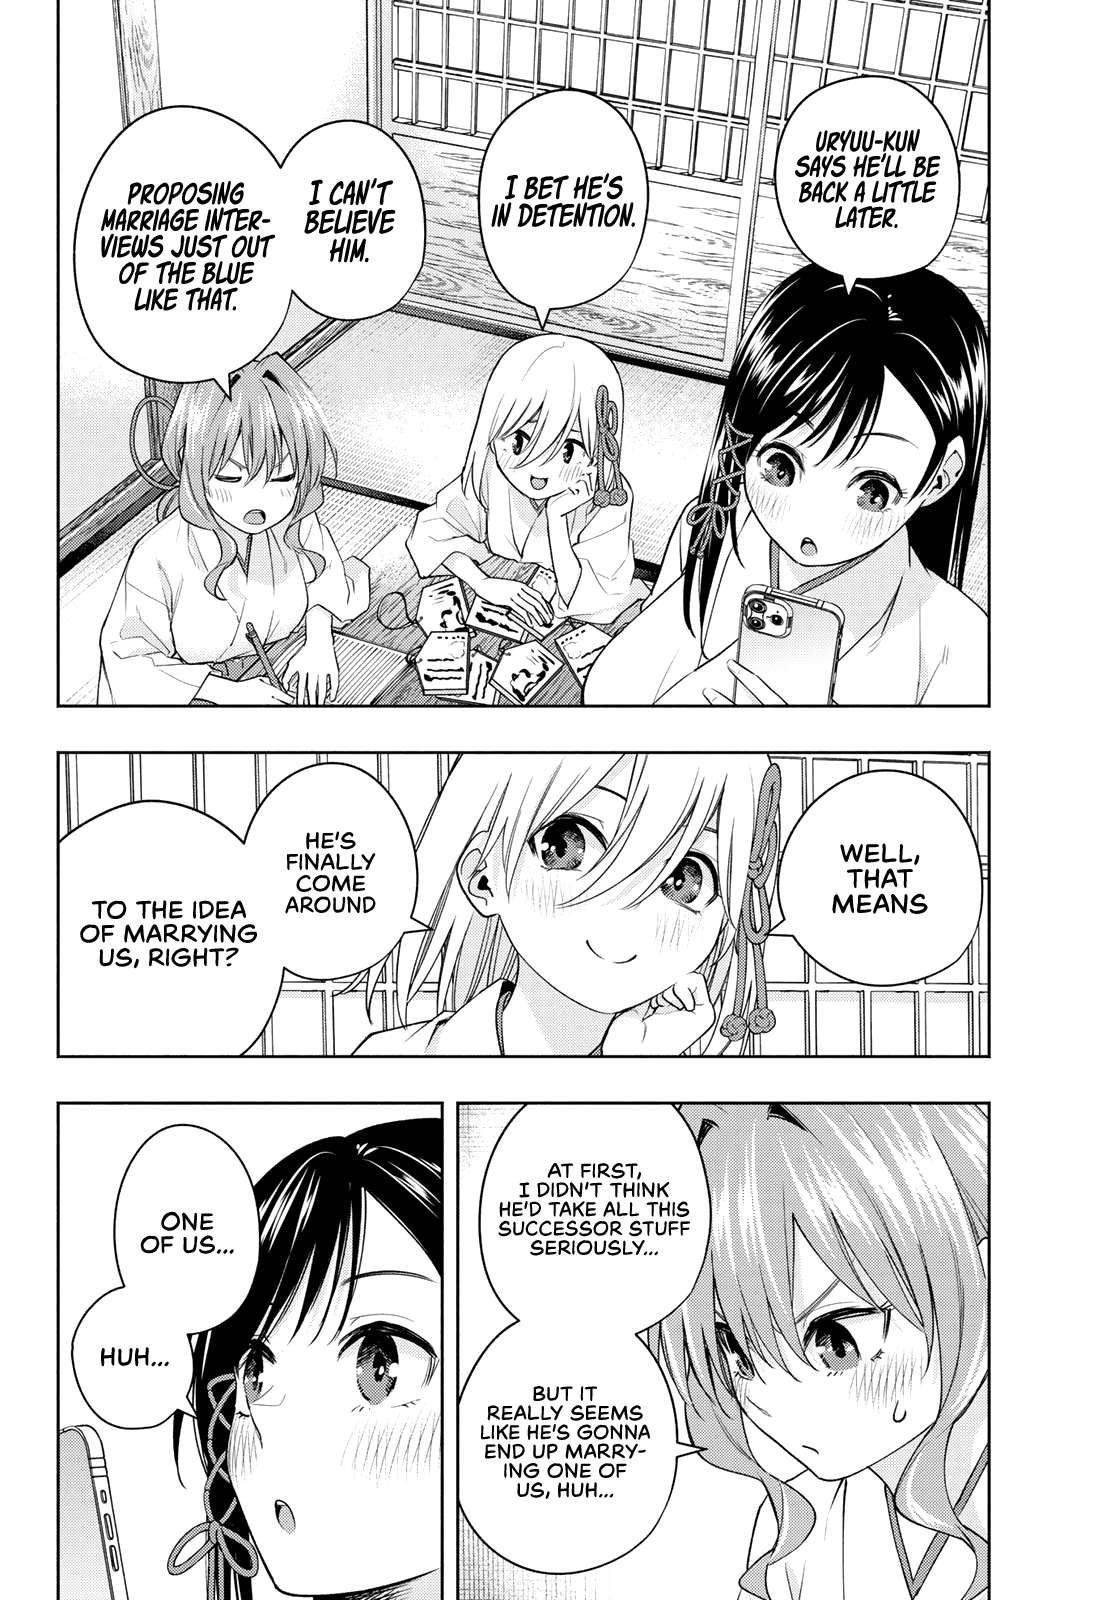 URYUU-KUN
SAYS HE'LL BE
BACK A LITTLE
LATER.
I BET HE'S
IN DETENTION.
I CAN'T
BELIEVE
HIM.
PROPOSING
MARRIAGE INTER-
VIEWS JUST OUT
OF THE BLUE
LIKE THAT.
WELL,
THAT
MEANS
HE'S
FINALLY
COME
AROUND
TO THE IDEA
OF MARRYING
US, RIGHT?
AT FIRST,
I DIDN'T THINK
HE'D TAKE ALL THIS
SUCCESSOR STUFF
SERIOUSLY...
BUT IT
REALLY SEEMS
LIKE HE'S GONNA
END UP MARRY-
ING ONE OF
US, HUH...
ONE
OF US...
HUH...